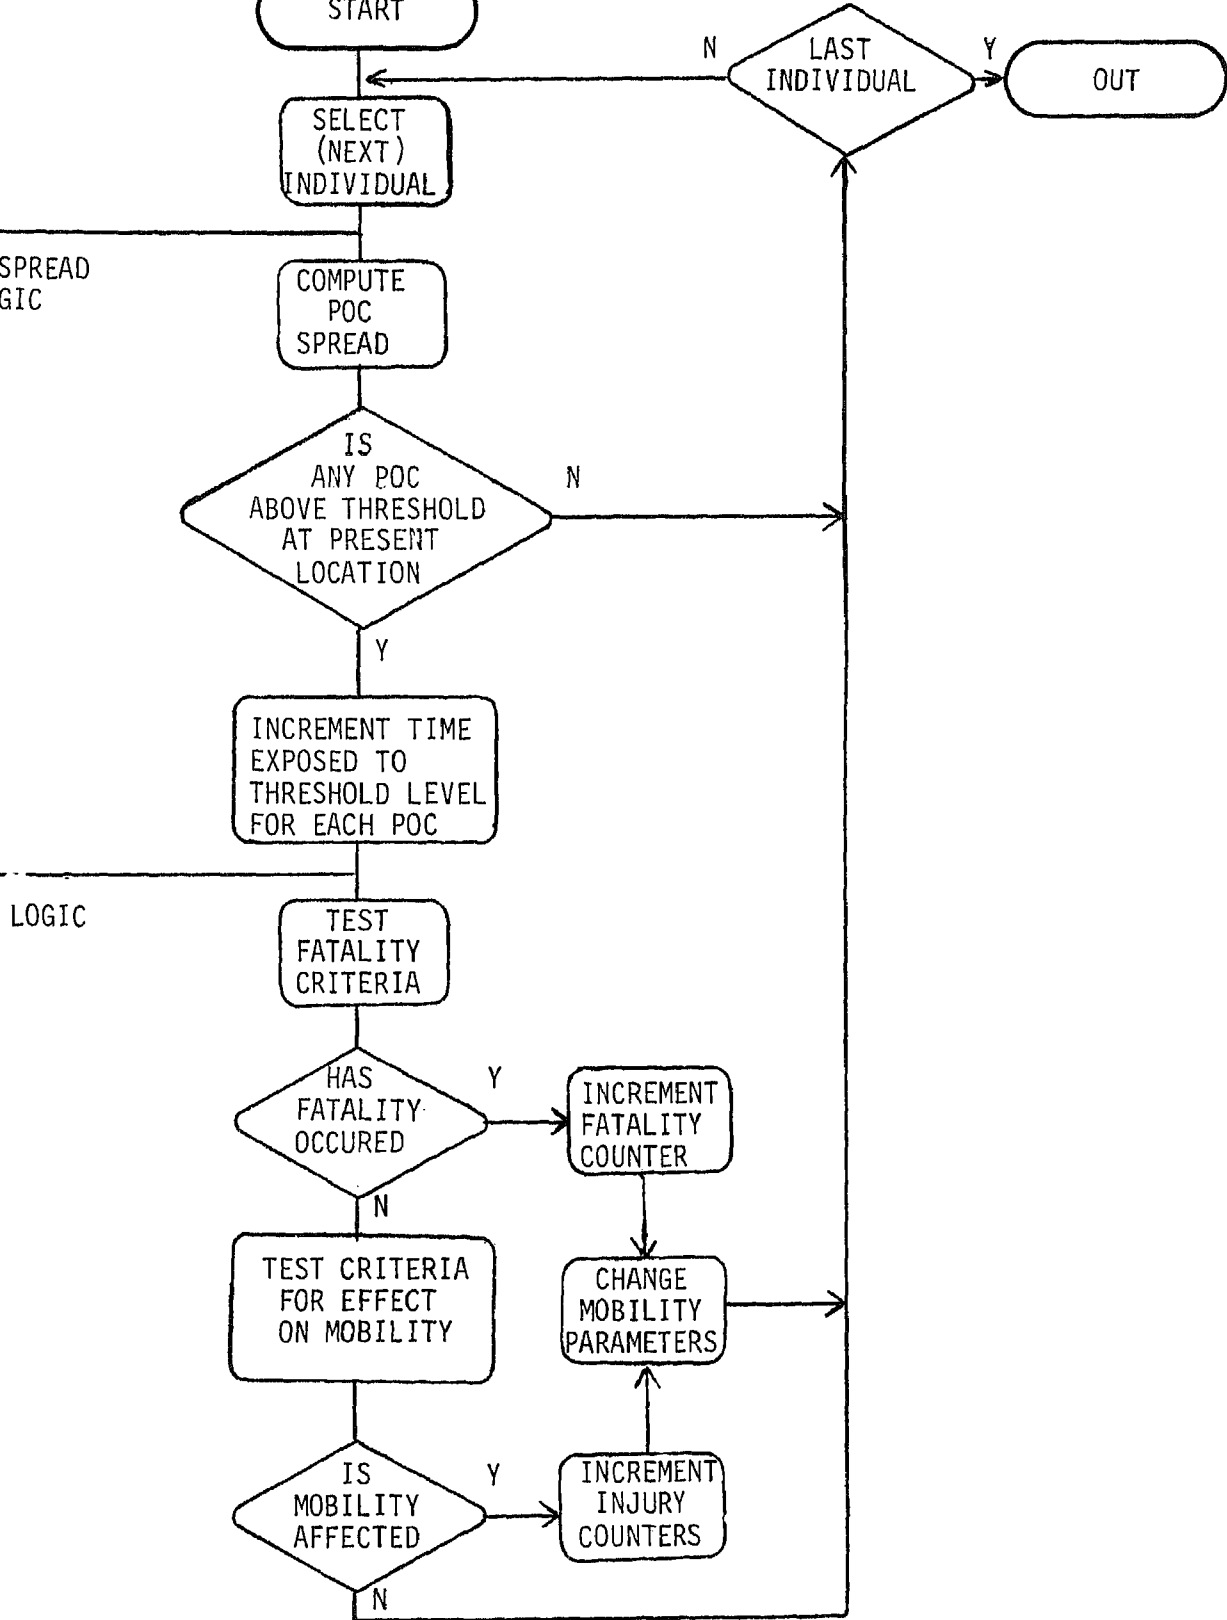 START
N
LAST
INDIVIDUAL
Y
OUT
SELECT
(NEXT)
INDIVIDUAL
SPREAD
GIC
COMPUTE
POC
SPREAD
IS
ANY POC
ABOVE THRESHOLD
AT PRESENT
LOCATION
N
Y
INCREMENT TIME
EXPOSED TO
THRESHOLD LEVEL
FOR EACH POC
LOGIC
TEST
FATALITY
CRITERIA
HAS
FATALITY
OCCURED
Y
INCREMENT
FATALITY
COUNTER
N
TEST CRITERIA
FOR EFFECT
ON MOBILITY
CHANGE
MOBILITY
PARAMETERS
IS
MOBILITY
AFFECTED
Y
INCREMENT
INJURY
COUNTERS
N